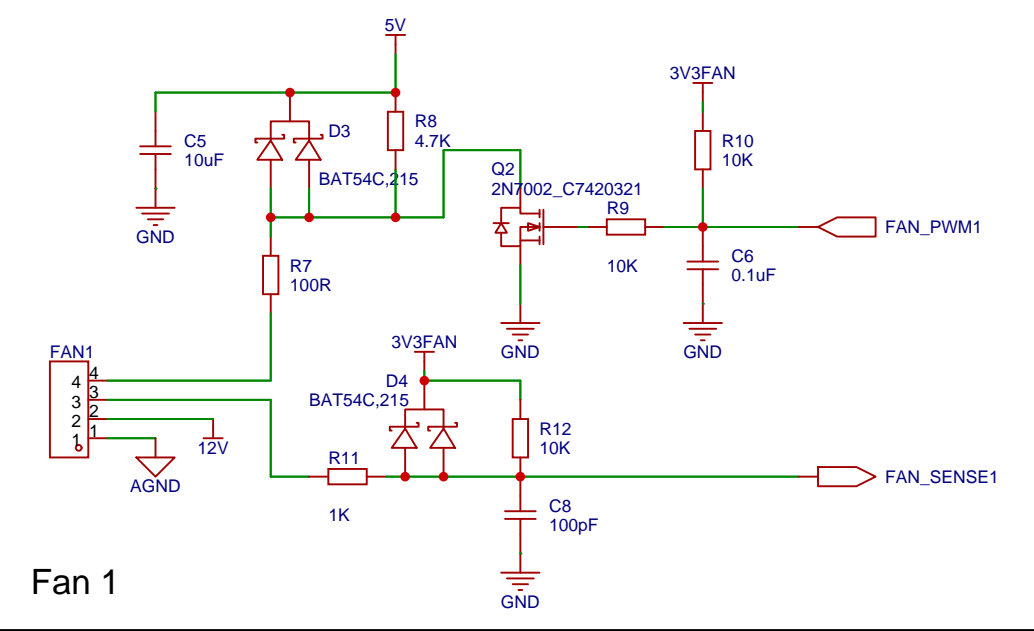 5V
3V3FAN
D3
R8
4.7K
C5
10uF
R10
10K
BAT54C,215
Q2
2N7002_C7420321
R9
10K
FAN_PWM1
GND
C6
0.1uF
R7
100R
GND
GND
FAN1
3V3FAN
4 4
3 3
2 2
1 1
D4
BAT54C,215
12V
AGND
R12
10K
R11
1K
FAN_SENSE1
C8
100pF
GND
Fan 1